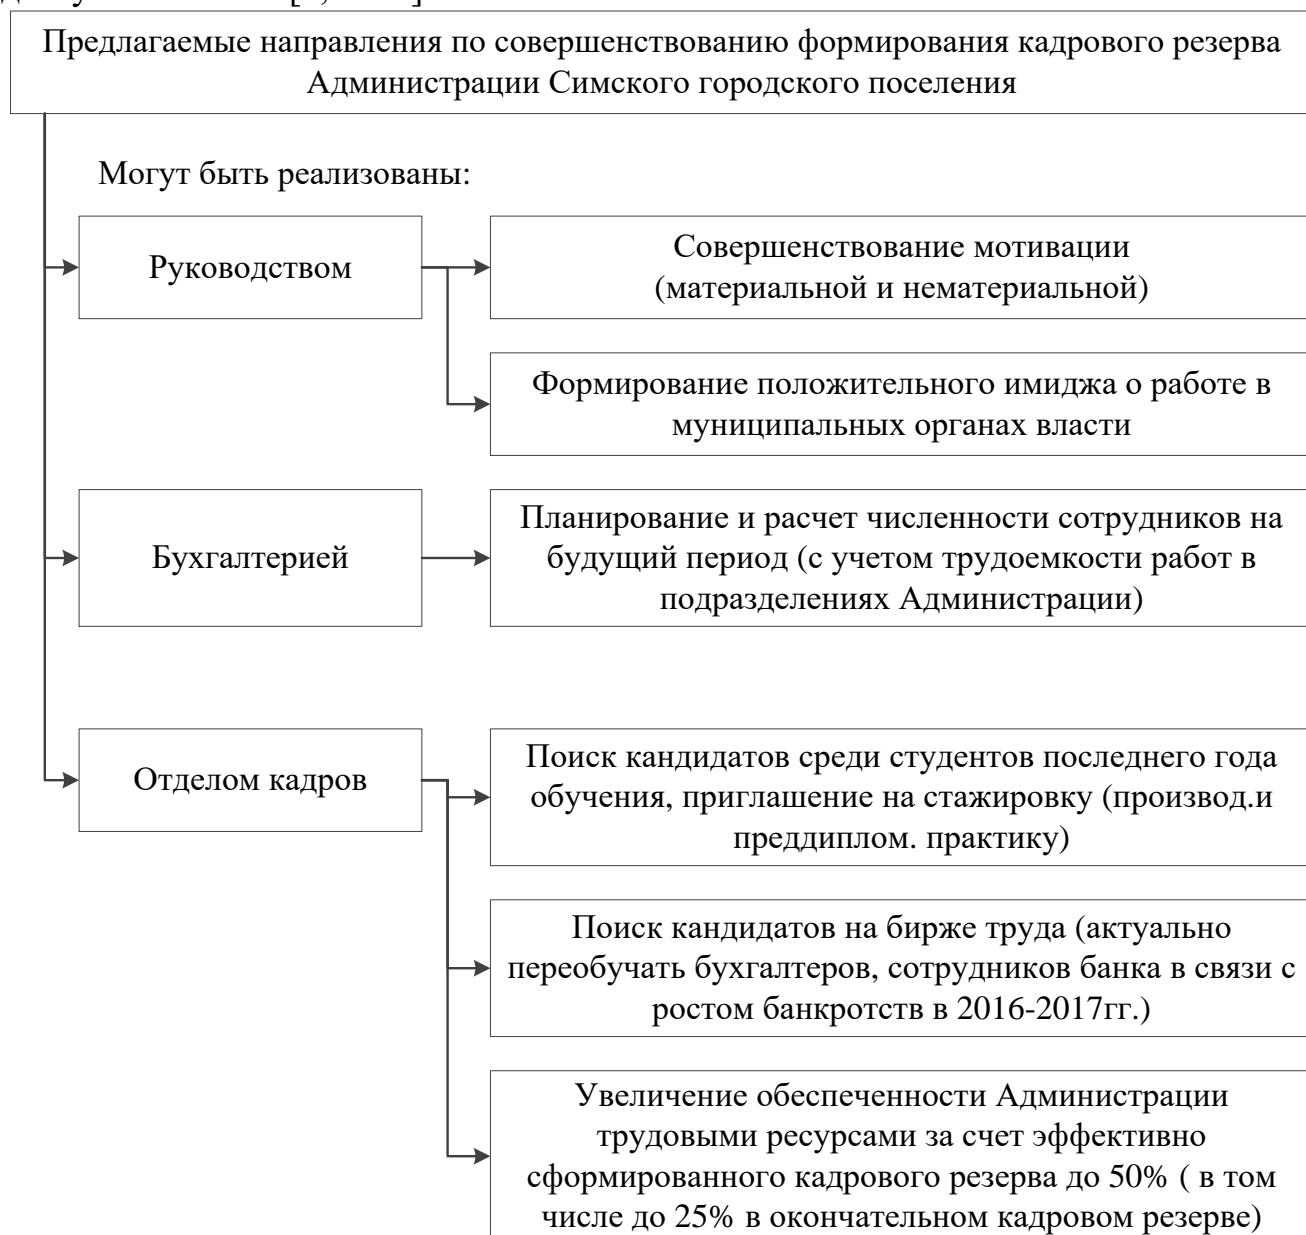 Предлагаемые направления по совершенствованию формирования кадрового резерва
Администрации Симского городского поселения
Могут быть реализованы:
Руководством
Совершенствование мотивации
(материальной и нематериальной)
Формирование положительного имиджа о работе в
муниципальных органах власти
Бухгалтерией
Планирование и расчет численности сотрудников на
будущий период (с учетом трудоемкости работ в
подразделениях Администрации)
Отделом кадров
Поиск кандидатов среди студентов последнего года
обучения, приглашение на стажировку (производ.и
преддиплом. практику)
Поиск кандидатов на бирже труда (актуально
переобучать бухгалтеров, сотрудников банка в связи с
ростом банкротств в 2016-2017гг.)
Увеличение обеспеченности Администрации
трудовыми ресурсами за счет эффективно
сформированного кадрового резерва до 50% ( в том
числе до 25% в окончательном кадровом резерве)